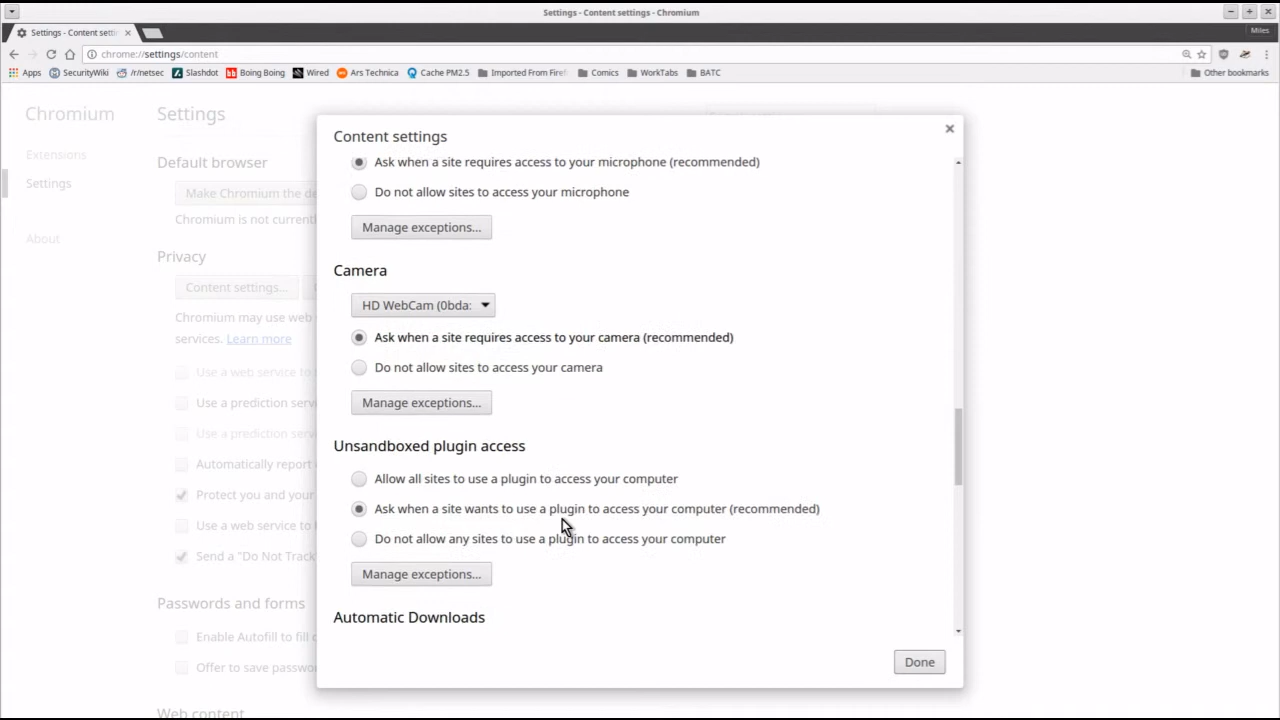 Settings - Content settings - Chromium
Settings - Content setti
Miles
chrome://settings/content
Apps SecurityWiki /r/netsec Slashdot Boing Boing Wired Ars Technica Cache PM2.5 Imported From Firef Comics WorkTabs BATC Other bookmarks
Chromium
Settings
Extensions
Settings
About
Default browser
Make Chromium the de
Chromium is not current
Privacy
Content settings...
Chromium may use web
services. Learn more
Use a web service to
Use a prediction serv
Use a prediction serv
Automatically report
Protect you and your
Use a web service to
Send a "Do Not Track"
Passwords and forms
Enable Autofill to fill
Offer to save passwo
Web content
Content settings
Ask when a site requires access to your microphone (recommended)
Do not allow sites to access your microphone
Manage exceptions...
Camera
HD WebCam (0bda:
Ask when a site requires access to your camera (recommended)
Do not allow sites to access your camera
Manage exceptions...
Unsandboxed plugin access
Allow all sites to use a plugin to access your computer
Ask when a site wants to use a plugin to access your computer (recommended)
Do not allow any sites to use a plugin to access your computer
Manage exceptions...
Automatic Downloads
Done